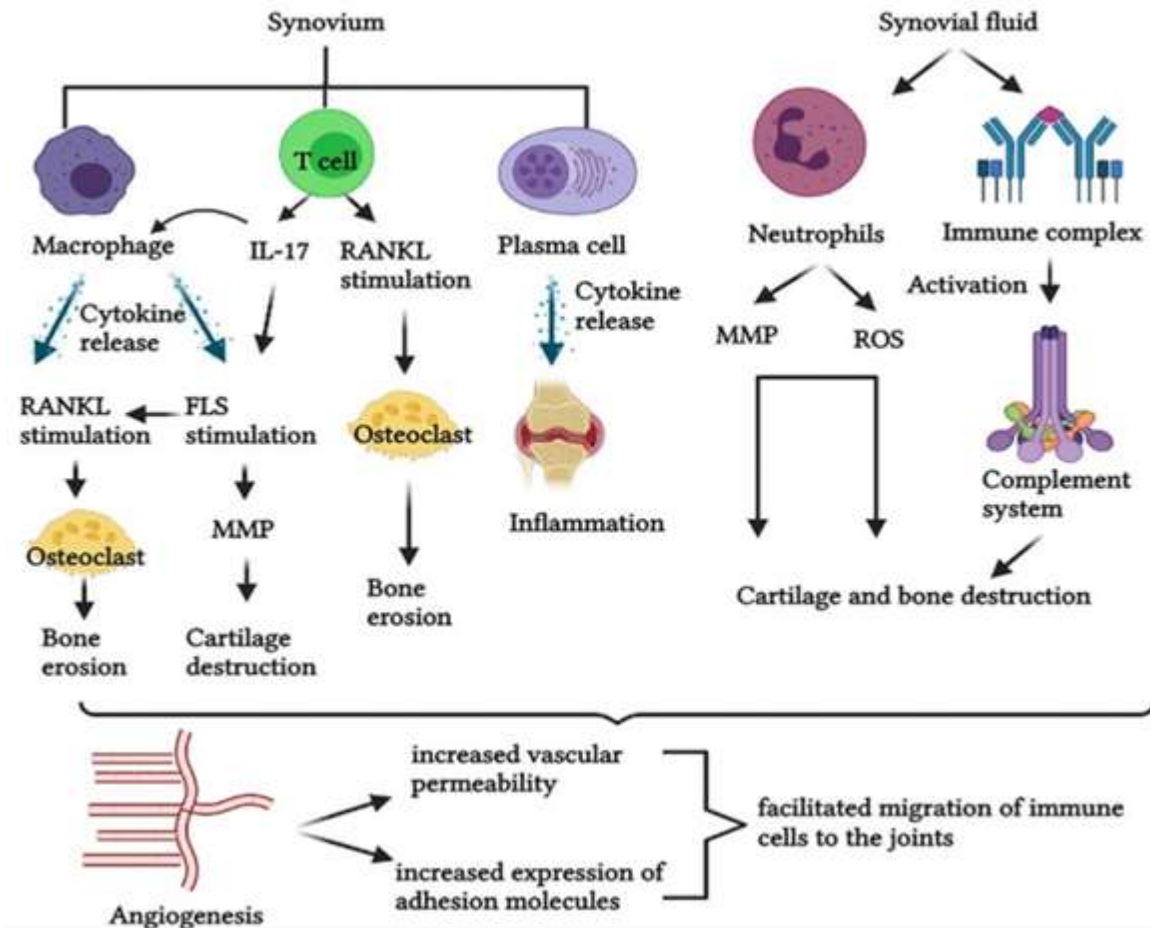 Synovium
Synovial fluid
T cell
Macrophage
IL-17
RANKL
stimulation
Plasma cell
Neutrophils
Immune complex
Cytokine
release
Cytokine
release
Activation
MMP
ROS
RANKL
stimulation
FLS
stimulation
Osteoclast
Inflammation
Complement
system
Osteoclast
MMP
Bone
erosion
Cartilage and bone destruction
Bone
erosion
Cartilage
destruction
increased vascular
permeability
facilitated migration of immune
cells to the joints
increased expression of
adhesion molecules
Angiogenesis